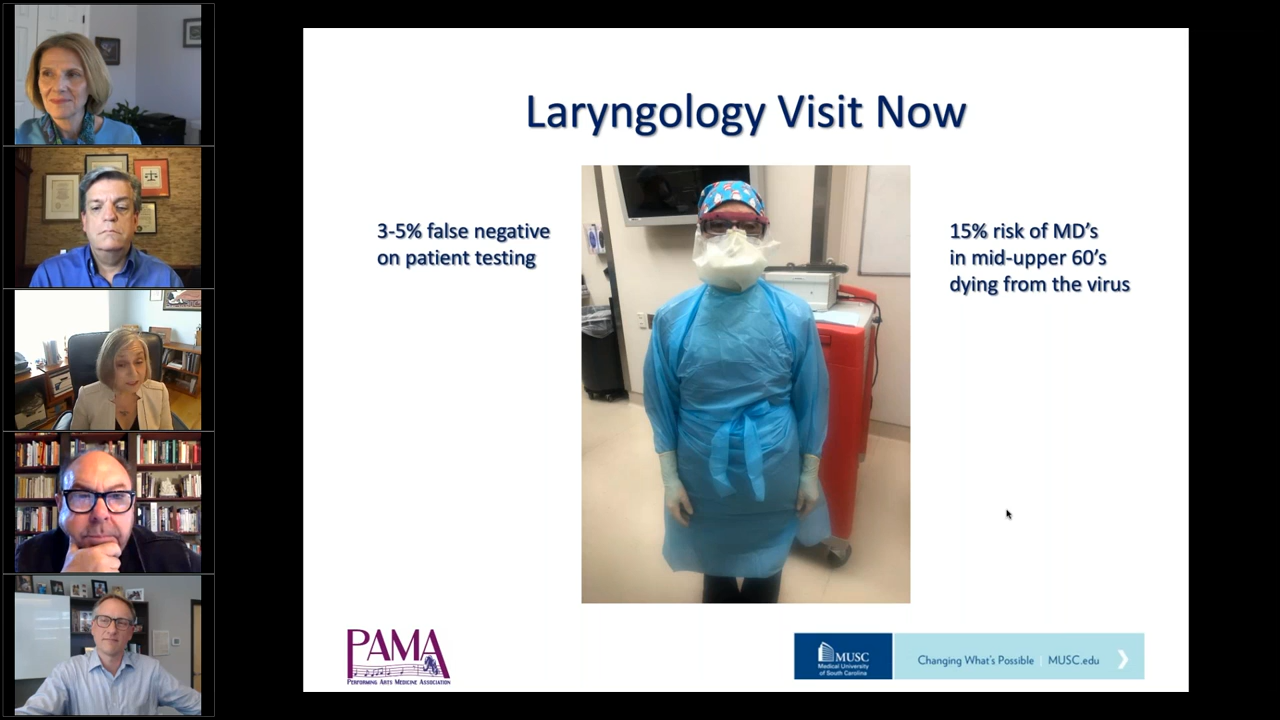 Laryngology Visit Now
3-5% false negative
on patient testing
15% risk of MD's
in mid-upper 60's
dying from the virus
PAMA
PERFORMING ARTS MEDICINE ASSOCIATION
MUSC
Medical University
of South Carolina
Changing What's Possible | MUSC.edu